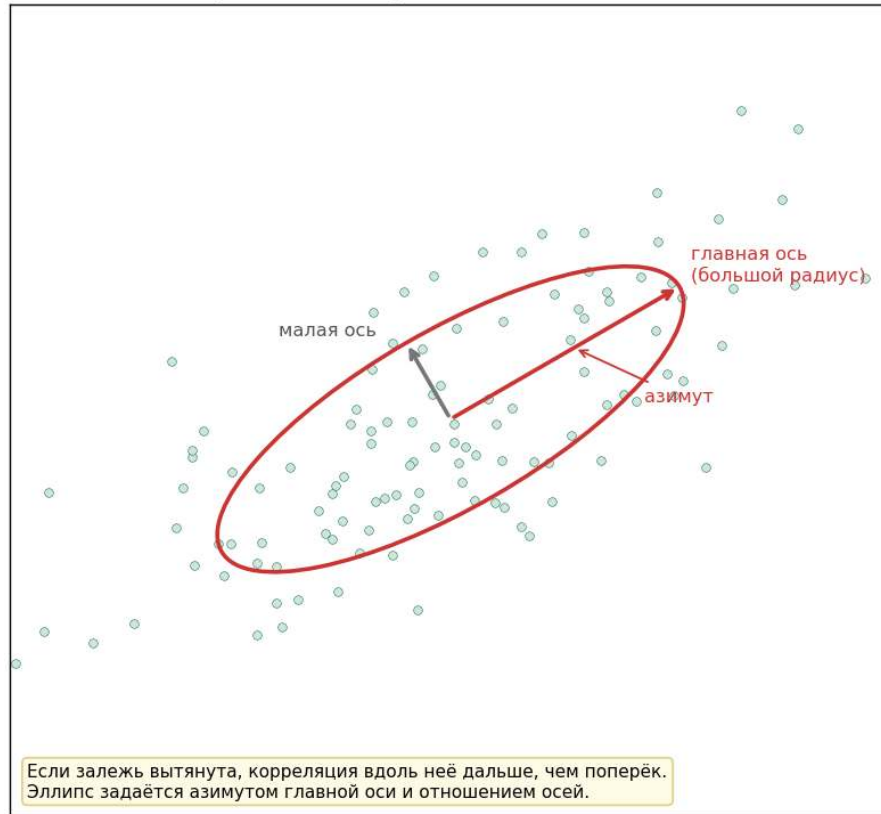 главная ось
(большой радиус)
малая ось
азимут
Если залежь вытянута, корреляция вдоль неё дальше, чем поперёк.
Эллипс задаётся азимутом главной оси и отношением осей.